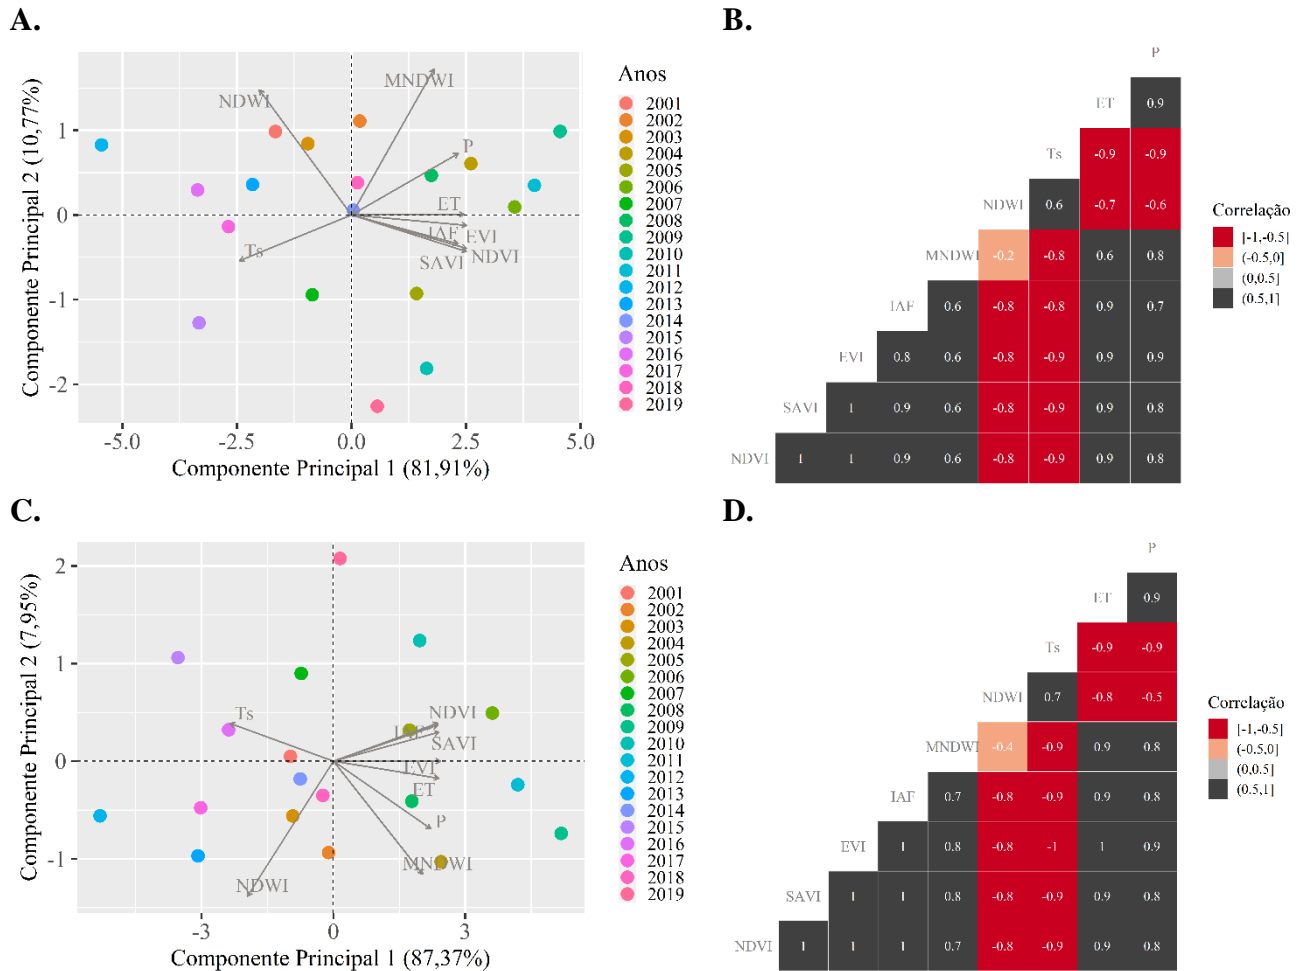 A.
Componente Principal 2 (10,77%)
1
0
-1
-2
-5.0
-2.5
0.0
2.5
5.0
Componente Principal 1 (81,91%)
NDWI
MNDWI
P
ET
IAF
EVI
NDVI
SAVI
Ts
Anos
2001
2002
2003
2004
2005
2006
2007
2008
2009
2010
2011
2012
2013
2014
2015
2016
2017
2018
2019
B.
P
ET 0.9
Ts -0.9 -0.9
NDWI 0.6 -0.7 -0.6
MNDWI -0.2 -0.8 0.6 0.8
IAF 0.6 -0.8 -0.8 0.9 0.7
EVI 0.8 0.6 -0.8 -0.9 0.9 0.9
SAVI 1 0.9 0.6 -0.8 -0.9 0.9 0.8
NDVI 1 1 0.9 0.6 -0.8 -0.9 0.9 0.8
Correlação
[-1,-0.5]
(-0.5,0]
(0,0.5]
(0.5,1]
C.
Componente Principal 2 (7,95%)
2
1
0
-1
-3
0
3
Componente Principal 1 (87,37%)
Ts
NDVI
IAF
SAVI
EVI
ET
P
MNDWI
NDWI
Anos
2001
2002
2003
2004
2005
2006
2007
2008
2009
2010
2011
2012
2013
2014
2015
2016
2017
2018
2019
D.
P
ET 0.9
Ts -0.9 -0.9
NDWI 0.7 -0.8 -0.5
MNDWI -0.4 -0.9 0.9 0.8
IAF 0.7 -0.8 -0.9 0.9 0.8
EVI 1 0.8 -0.8 -1 1 0.9
SAVI 1 1 0.8 -0.8 -0.9 0.9 0.8
NDVI 1 1 1 0.7 -0.8 -0.9 0.9 0.8
Correlação
[-1,-0.5]
(-0.5,0]
(0,0.5]
(0.5,1]